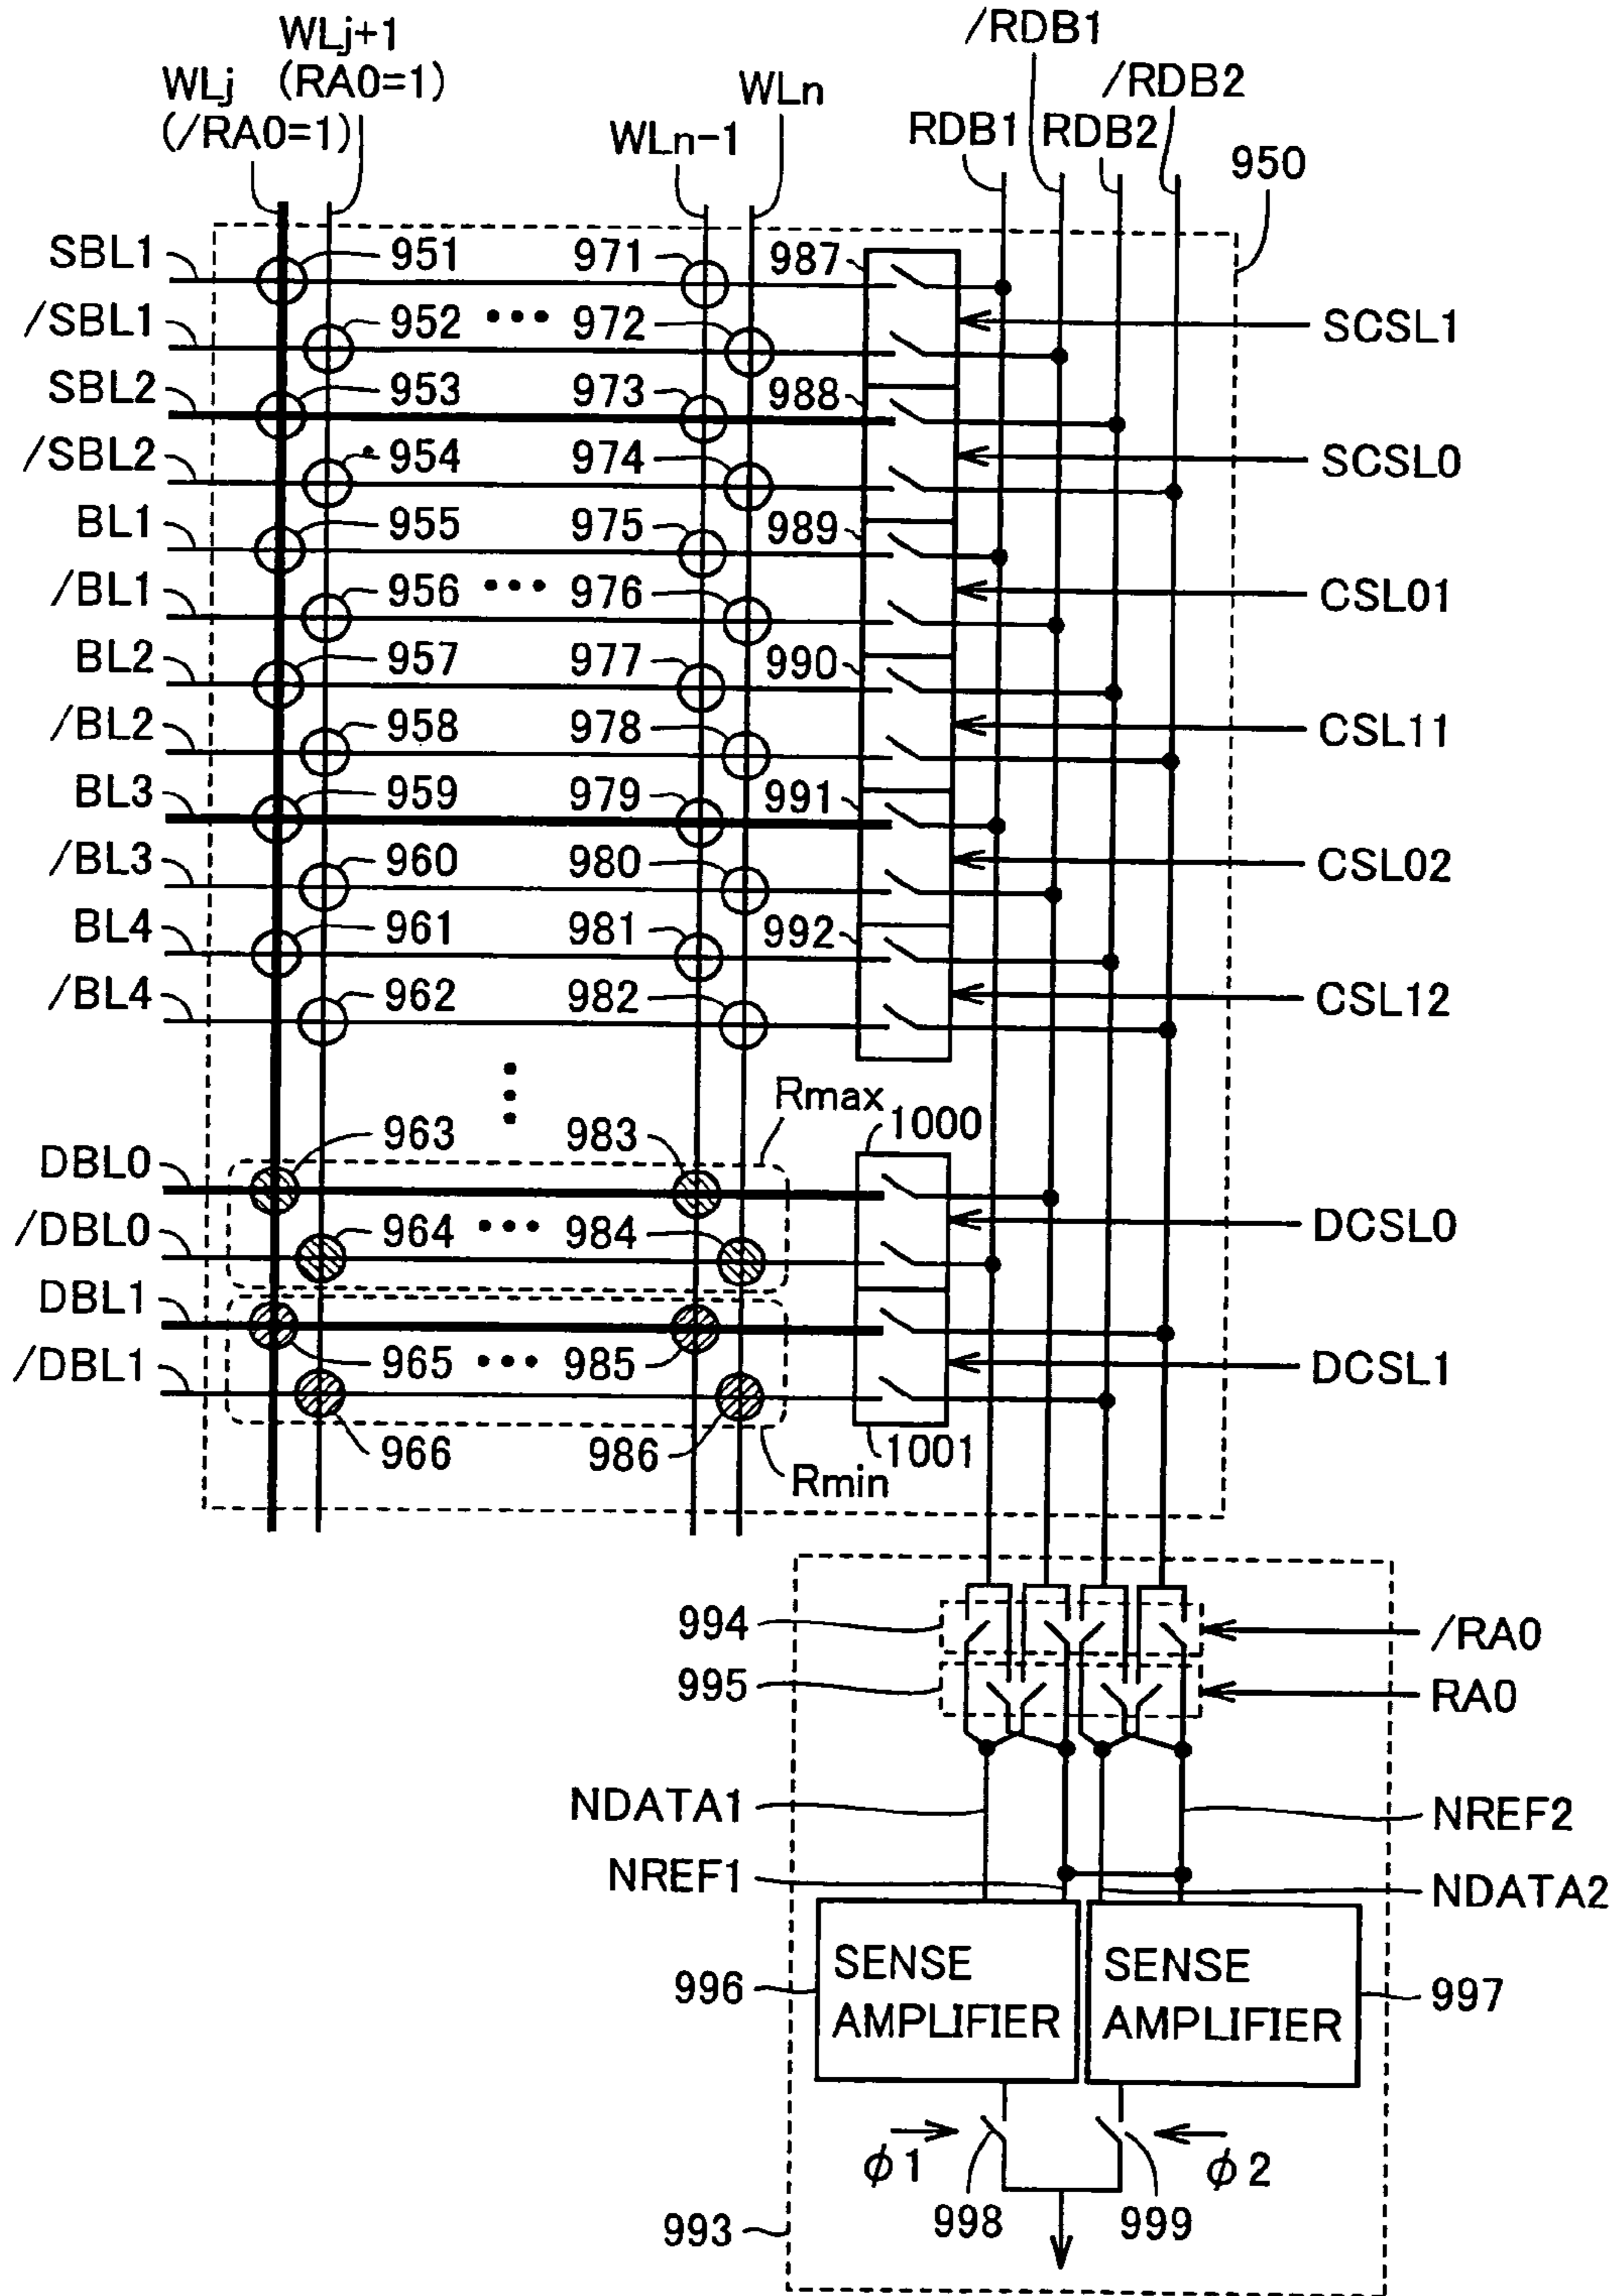 WLj+1
(RA0=1)
WLj
(/RA0=1)
WLn-1
WLn
/RDB1
/RDB2
RDB1
RDB2
950
SBL1
951
971
987
SCSL1
/SBL1
952
•••
972
SBL2
953
973
988
SCSL0
/SBL2
954
974
BL1
955
975
989
CSL01
/BL1
956
•••
976
BL2
957
977
990
CSL11
/BL2
958
978
BL3
959
979
991
CSL02
/BL3
960
980
BL4
961
981
992
CSL12
/BL4
962
982
Rmax
1000
DBL0
963
983
DCSL0
/DBL0
964
•••
984
DBL1
965
•••
985
DCSL1
/DBL1
966
986
1001
Rmin
994
/RA0
995
RA0
NDATA1
NREF2
NREF1
NDATA2
996
SENSE
AMPLIFIER
SENSE
AMPLIFIER
997
ϕ1
998
999
ϕ2
993